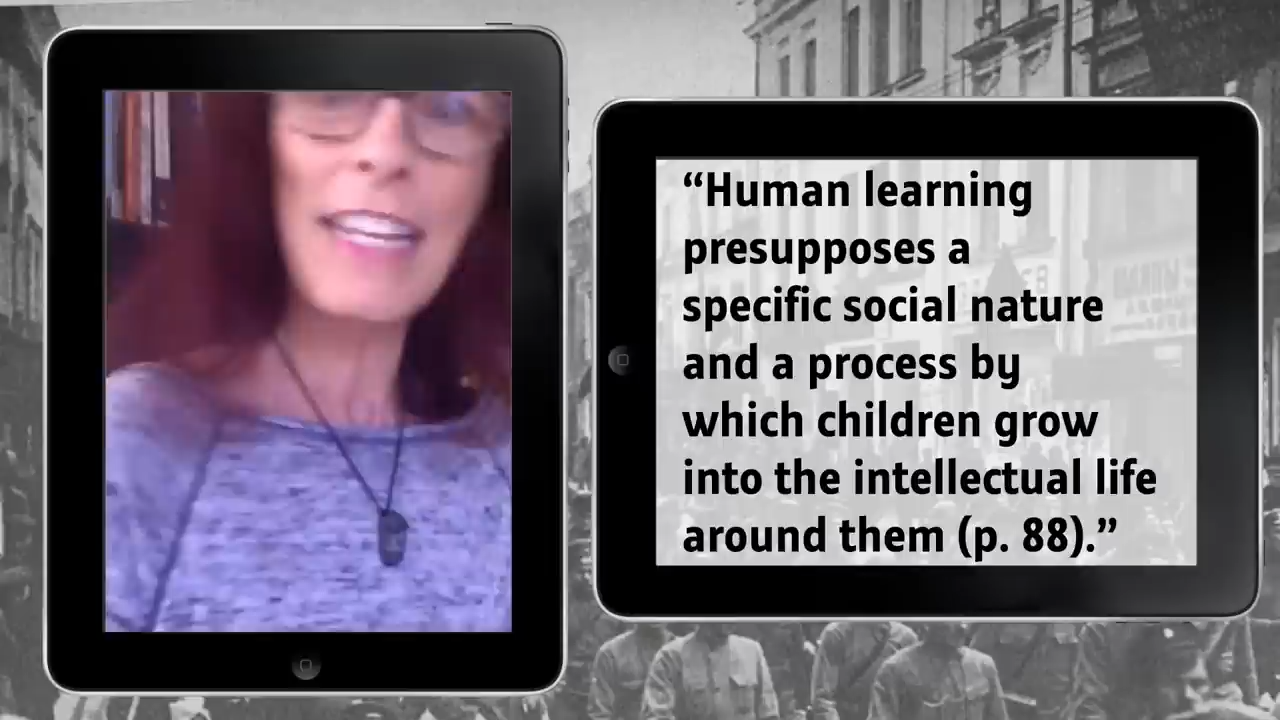 “Human learning
presupposes a
specific social nature
and a process by
which children grow
into the intellectual life
around them (p. 88).”